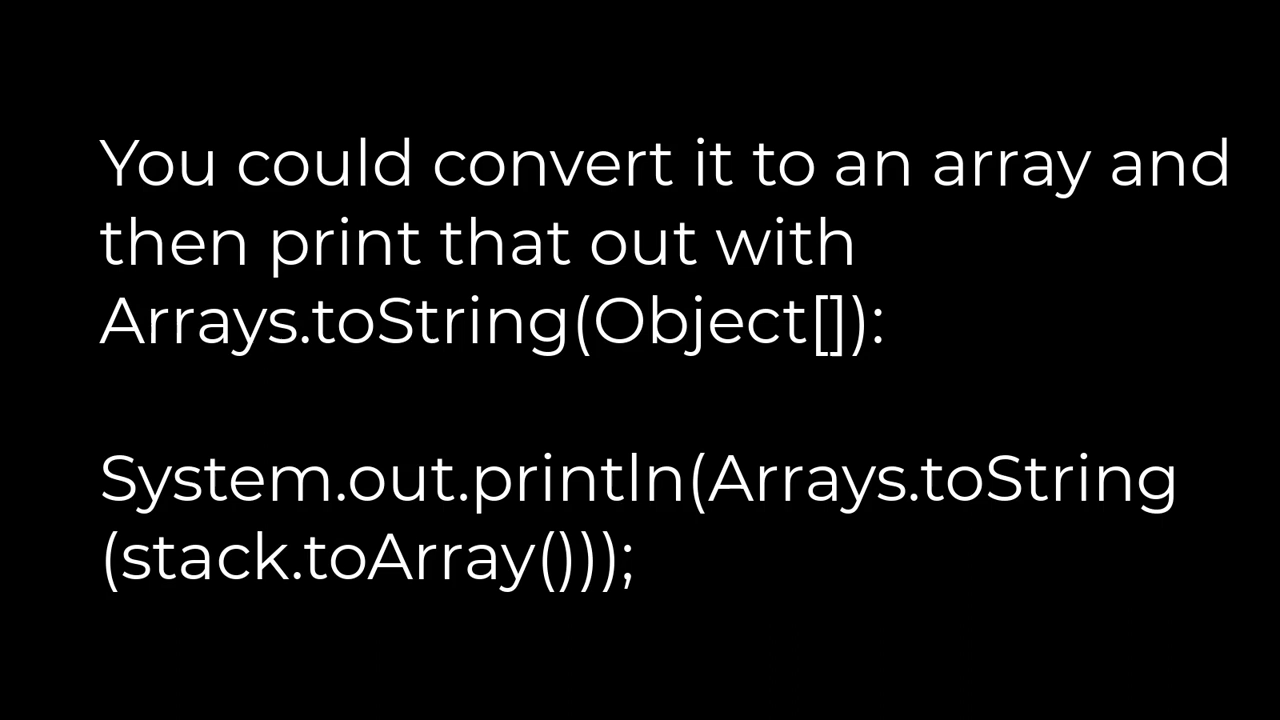 You could convert it to an array and
then print that out with
Arrays.toString(Object[]):
System.out.println(Arrays.toString
(stack.toArray()));